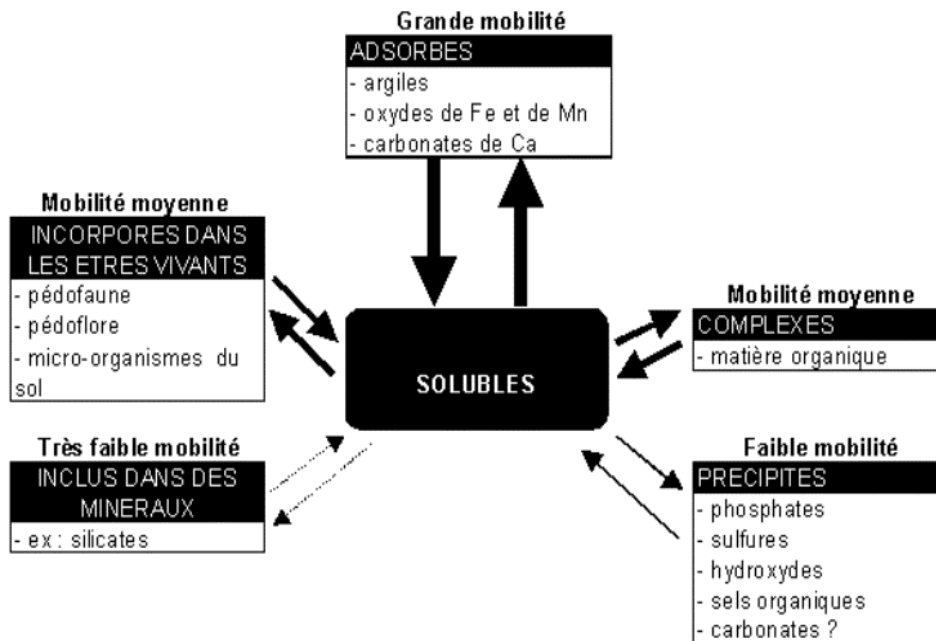 Grande mobilité
ADSORBES
- argiles
- oxydes de Fe et de Mn
- carbonates de Ca
Mobilité moyenne
INCORPORES DANS
LES ETRES VIVANTS
- pédofaune
- pédoflore
- micro-organismes du
sol
SOLUBLES
Mobilité moyenne
COMPLEXES
- matière organique
Très faible mobilité
INCLUS DANS DES
MINERAUX
- ex : silicates
Faible mobilité
PRECIPITES
- phosphates
- sulfures
- hydroxydes
- sels organiques
- carbonates ?